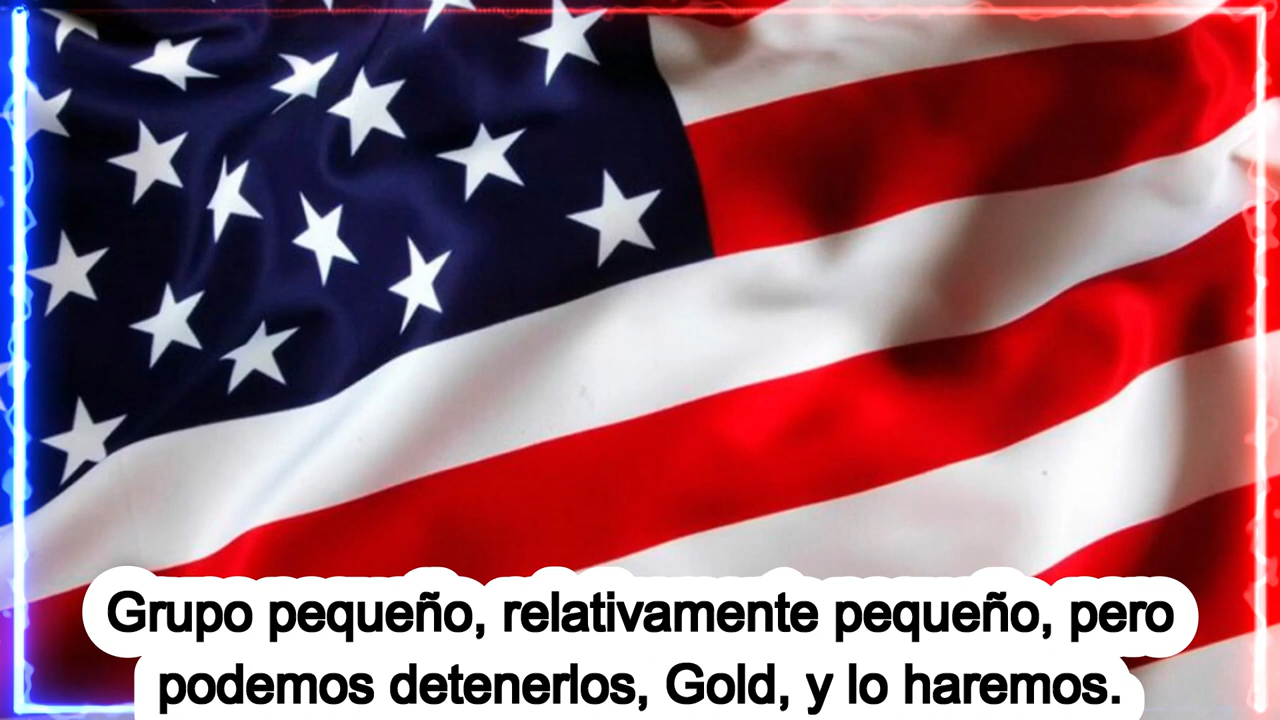 Grupo pequeño, relativamente pequeño, pero
podemos detenerlos, Gold, y lo haremos.